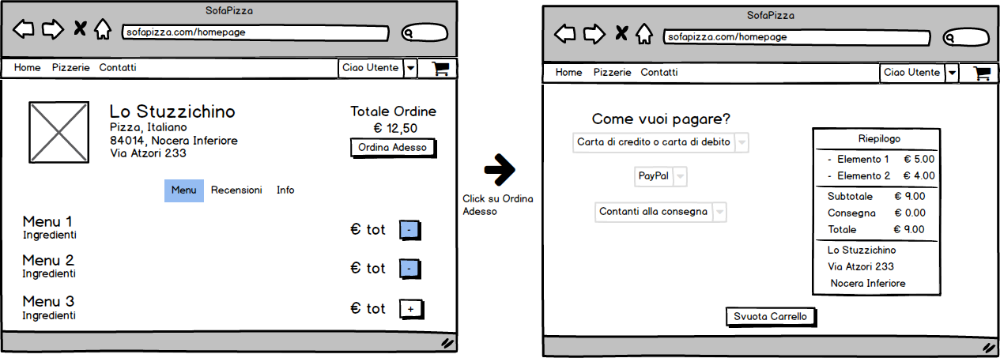 SofaPizza
sofapizza.com/homepage
Home Pizzerie Contatti Ciao Utente
Lo Stuzzichino
Pizza, Italiano
84014, Nocera Inferiore
Via Atzori 233
Totale Ordine
€ 12,50
Ordina Adesso
Menu Recensioni Info
Menu 1 € tot -
Ingredienti
Menu 2 € tot -
Ingredienti
Menu 3 € tot +
Ingredienti
Click su Ordina
Adesso
SofaPizza
sofapizza.com/homepage
Home Pizzerie Contatti Ciao Utente
Come vuoi pagare?
Carta di credito o carta di debito
PayPal
Contanti alla consegna
Riepilogo
- Elemento 1 € 5.00
- Elemento 2 € 4.00
Subtotale € 9.00
Consegna € 0.00
Totale € 9.00
Lo Stuzzichino
Via Atzori 233
Nocera Inferiore
Svuota Carrello